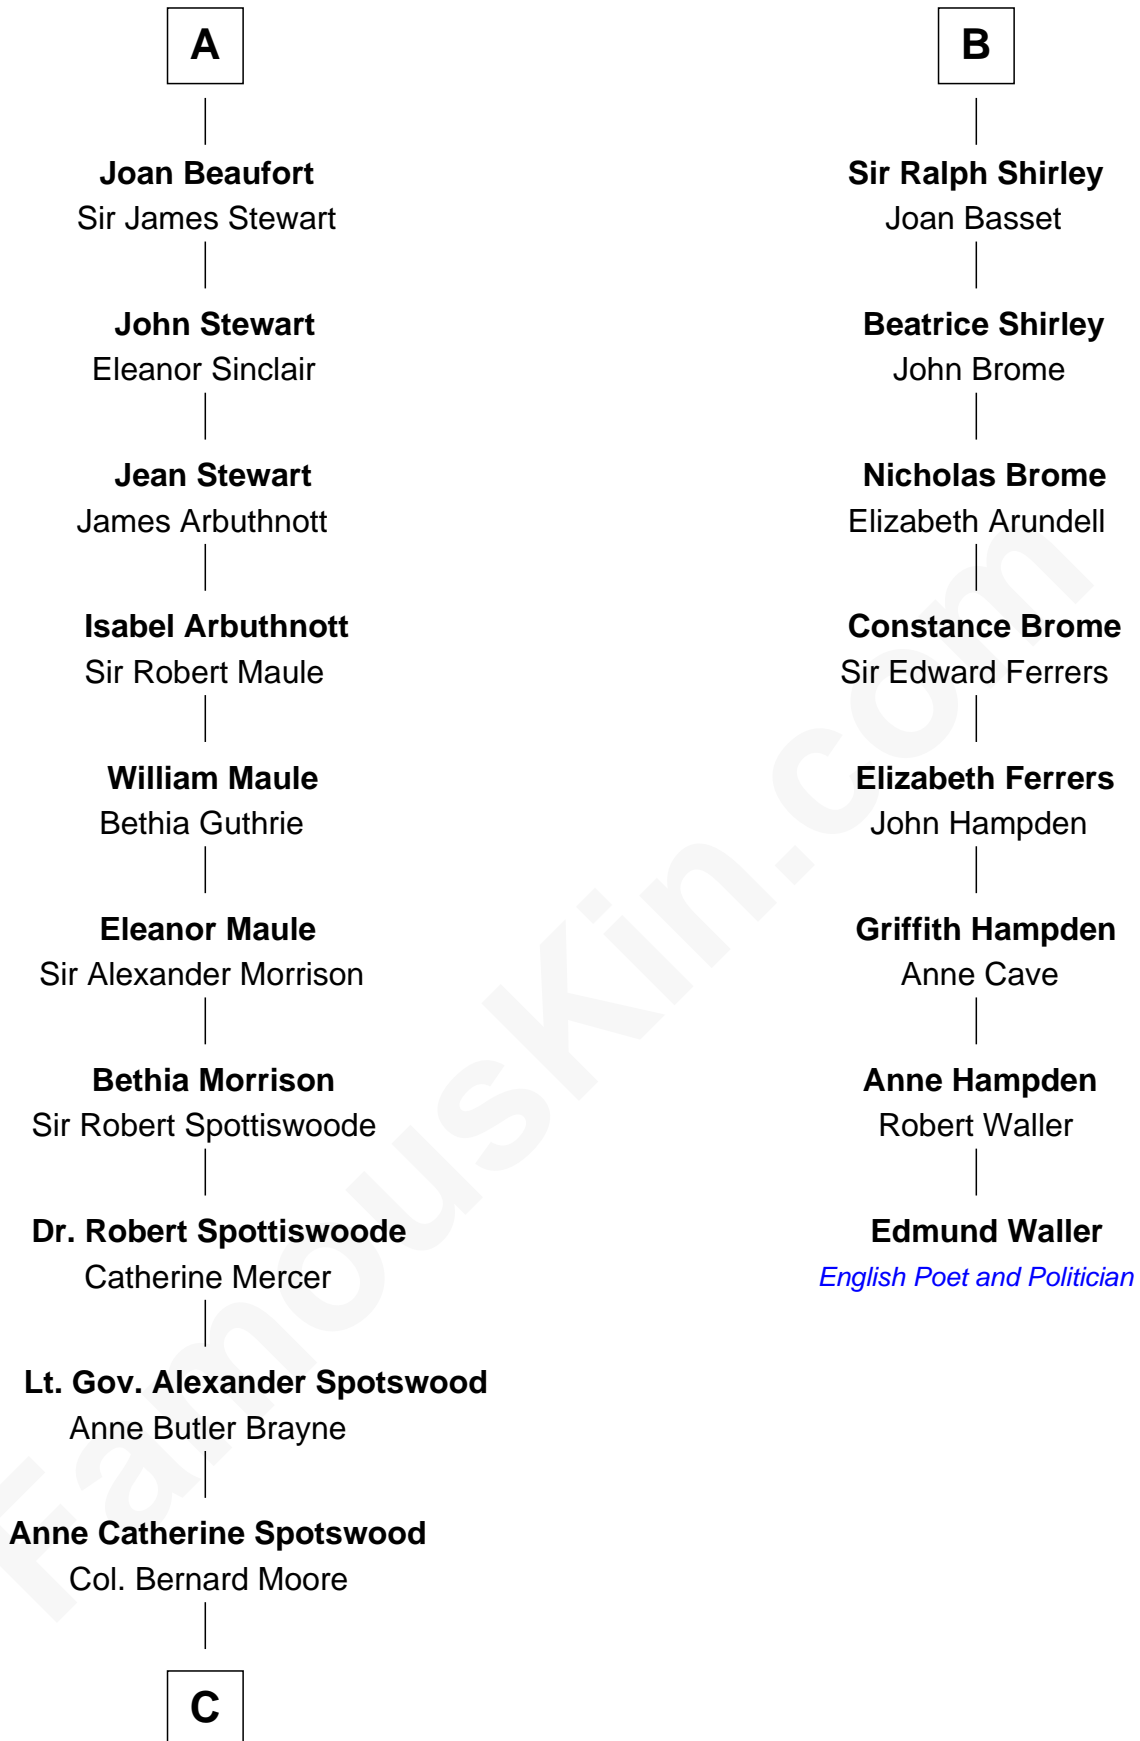 A
Joan Beaufort
Sir James Stewart
John Stewart
Eleanor Sinclair
Jean Stewart
James Arbuthnott
Isabel Arbuthnott
Sir Robert Maule
William Maule
Bethia Guthrie
Eleanor Maule
Sir Alexander Morrison
Bethia Morrison
Sir Robert Spottiswoode
Dr. Robert Spottiswoode
Catherine Mercer
Lt. Gov. Alexander Spotswood
Anne Butler Brayne
Anne Catherine Spotswood
Col. Bernard Moore
C
B
Sir Ralph Shirley
Joan Basset
Beatrice Shirley
John Brome
Nicholas Brome
Elizabeth Arundell
Constance Brome
Sir Edward Ferrers
Elizabeth Ferrers
John Hampden
Griffith Hampden
Anne Cave
Anne Hampden
Robert Waller
Edmund Waller
English Poet and Politician
FamousKin.com